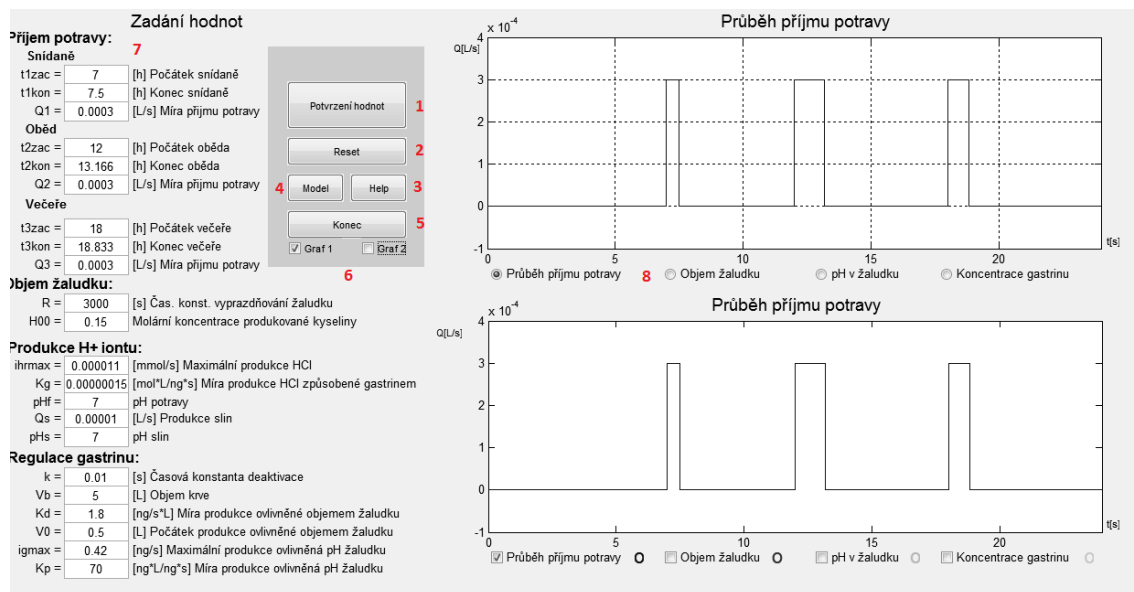 Zadání hodnot
Příjem potravy:
7
Snídaně
t1zac = 7 [h] Počátek snídaně
t1kon = 7.5 [h] Konec snídaně
Q1 = 0.0003 [L/s] Míra přijmu potravy
Oběd
t2zac = 12 [h] Počátek oběda
t2kon = 13.166 [h] Konec oběda
Q2 = 0.0003 [L/s] Míra přijmu potravy
Večeře
t3zac = 18 [h] Počátek večeře
t3kon = 18.833 [h] Konec večeře
Q3 = 0.0003 [L/s] Míra přijmu potravy
Objem žaludku:
R = 3000 [s] Čas. konst. vyprazdňování žaludku
H00 = 0.15 Molární koncentrace produkované kyseliny
Produkce H+ iontu:
ihrmax = 0.000011 [mmol/s] Maximální produkce HCl
Kg = 0.00000015 [mol*L/ng*s] Míra produkce HCl způsobené gastrinem
pHf = 7 pH potravy
Qs = 0.00001 [L/s] Produkce slin
pHs = 7 pH slin
Regulace gastrinu:
k = 0.01 [s] Časová konstanta deaktivace
Vb = 5 [L] Objem krve
Kd = 1.8 [ng/s*L] Míra produkce ovlivněné objemem žaludku
V0 = 0.5 [L] Počátek produkce ovlivněné objemem žaludku
igmax = 0.42 [ng/s] Maximální produkce ovlivněná pH žaludku
Kp = 70 [ng*L/ng*s] Míra produkce ovlivněná pH žaludku
Potvrzení hodnot 1
Reset 2
4 Model Help 3
Konec 5
Graf 1 Graf 2
6
Průběh příjmu potravy
x 10-4
Q[L/s]
4
3
2
1
0
-1
0 5 10 15 20
t[s]
Průběh příjmu potravy 8 Objem žaludku pH v žaludku Koncentrace gastrinu
Průběh příjmu potravy
x 10-4
Q[L/s]
4
3
2
1
0
-1
0 5 10 15 20
t[s]
Průběh příjmu potravy O Objem žaludku O pH v žaludku O Koncentrace gastrinu O